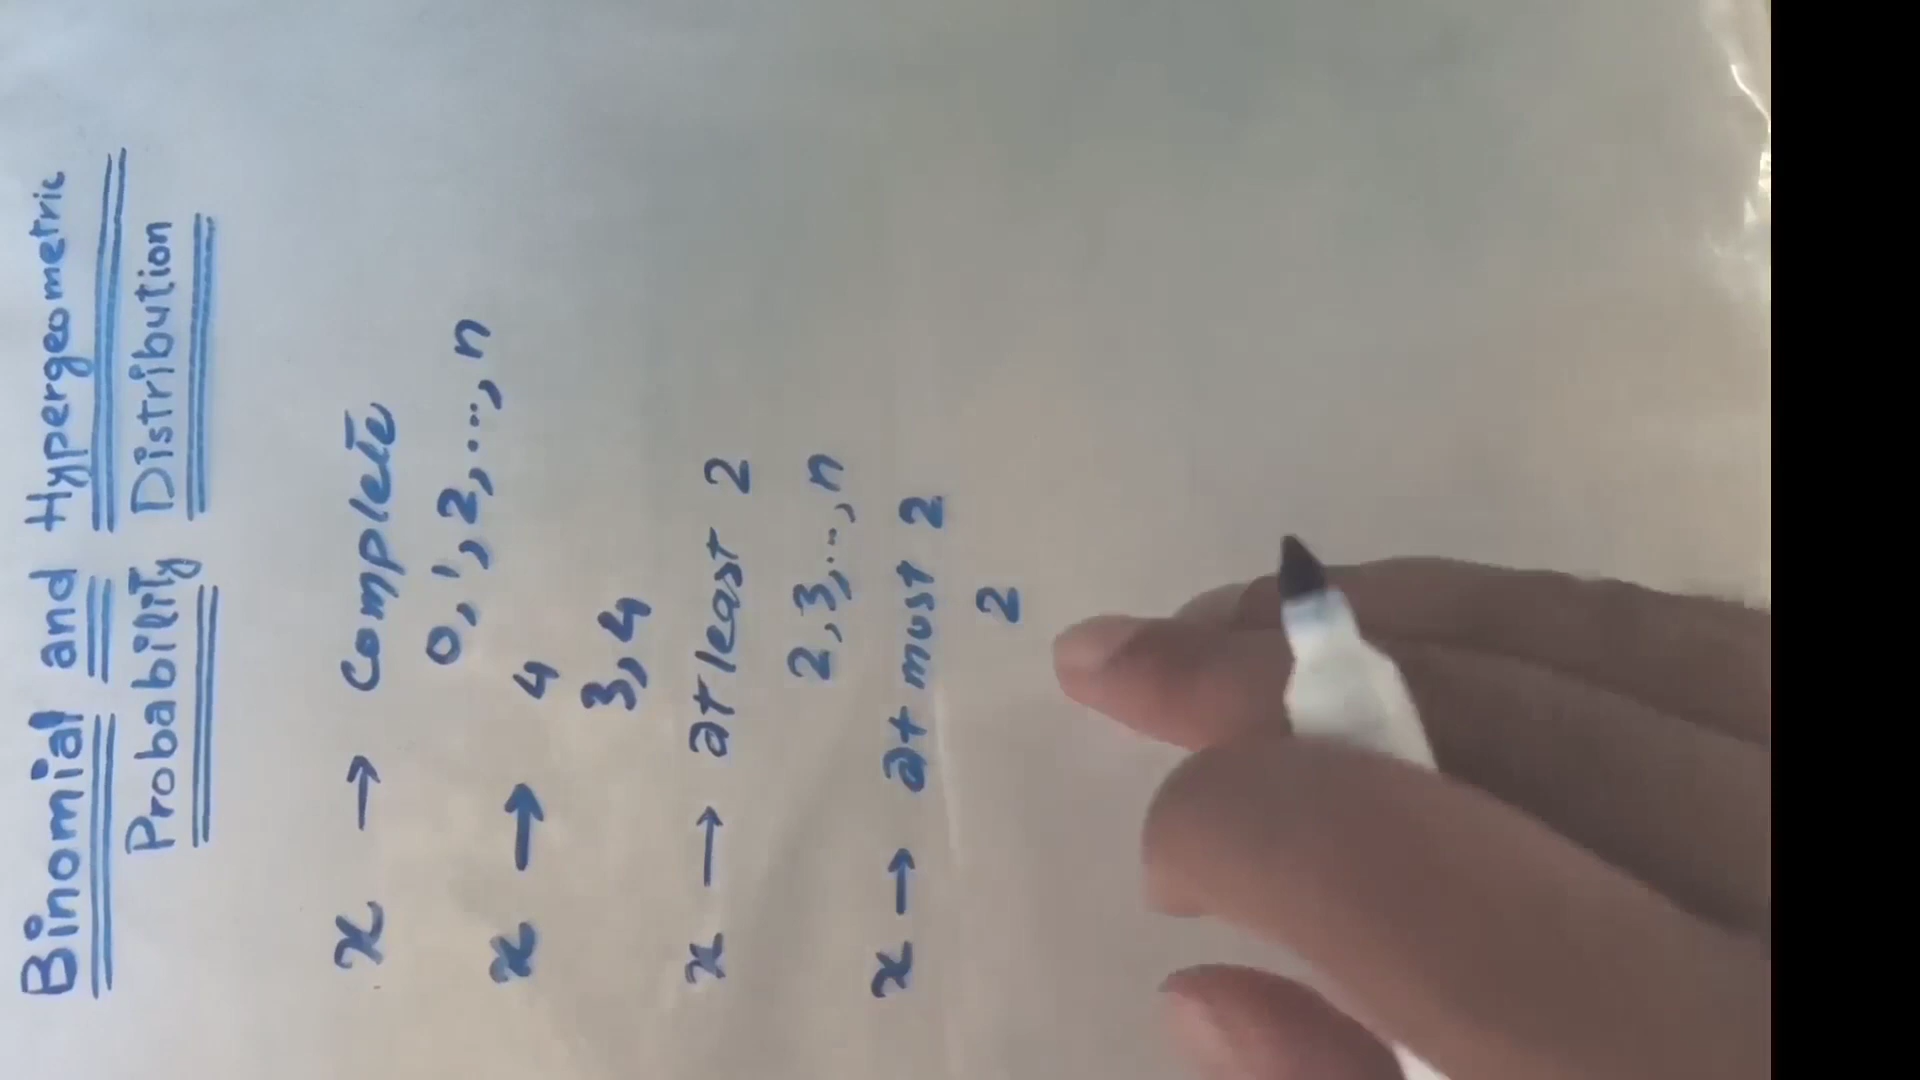 Binomial and Hypergeometric
Probability Distribution
x → Complete
0, 1, 2, ..., n
x → 4
3, 4
x → at least 2
2, 3, ..., n
x → at must 2
2